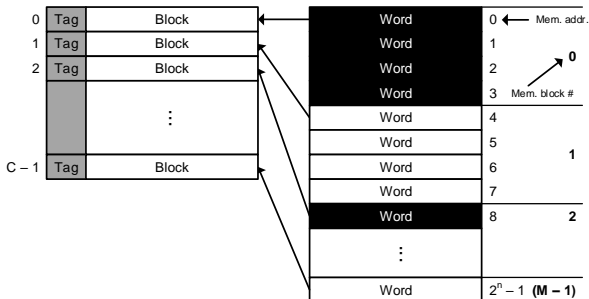 0 Tag Block Word 0 Mem. addr.
1 Tag Block Word 1 0
2 Tag Block Word 2
Word 3 Mem. block #
⋮ Word 4
Word 5
C – 1 Tag Block Word 6 1
Word 7
Word 8 2
⋮
Word 2ⁿ – 1 (M – 1)